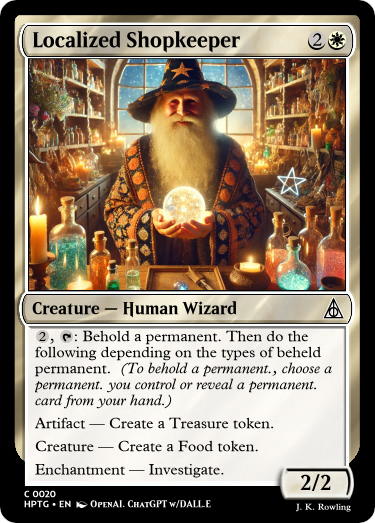 Localized Shopkeeper 2
Creature — Human Wizard
2, : Behold a permanent. Then do the
following depending on the types of beheld
permanent. (To behold a permanent., choose a
permanent. you control or reveal a permanent.
card from your hand.)
Artifact — Create a Treasure token.
Creature — Create a Food token.
Enchantment — Investigate.
2/2
C 0020
HPTG • EN OpenAI, ChatGPT w/DALL.E
J. K. Rowling